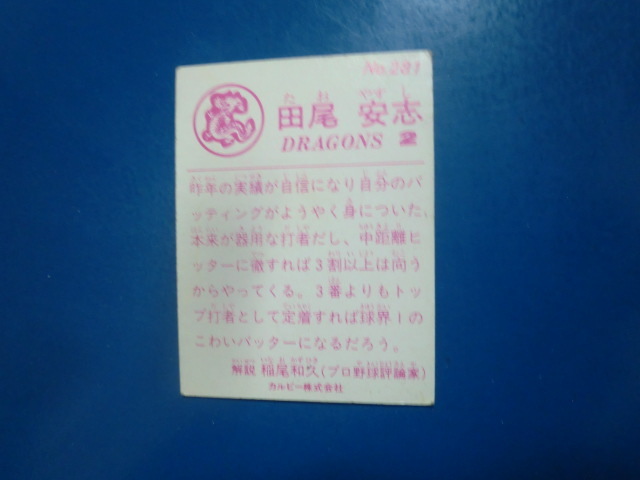 No.281
たお やすし
田尾 安志
DRAGONS 2
昨年の実績が自信になり自分のバ
ッティングがようやく身についた、
本来が器用な打者だし、中距離ヒ
ッターに徹すれば3割以上は向う
からやってくる。3番よりもトッ
プ打者として定着すれば球界1の
こわいバッターになるだろう。
解説 稲尾和久(プロ野球評論家)
カルビー株式会社